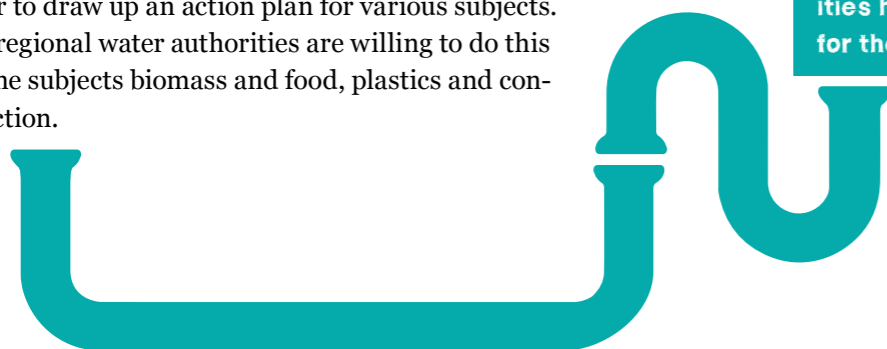 r to draw up an action plan for various subjects.
regional water authorities are willing to do this
ne subjects biomass and food, plastics and con-
ction.
ities h
for the